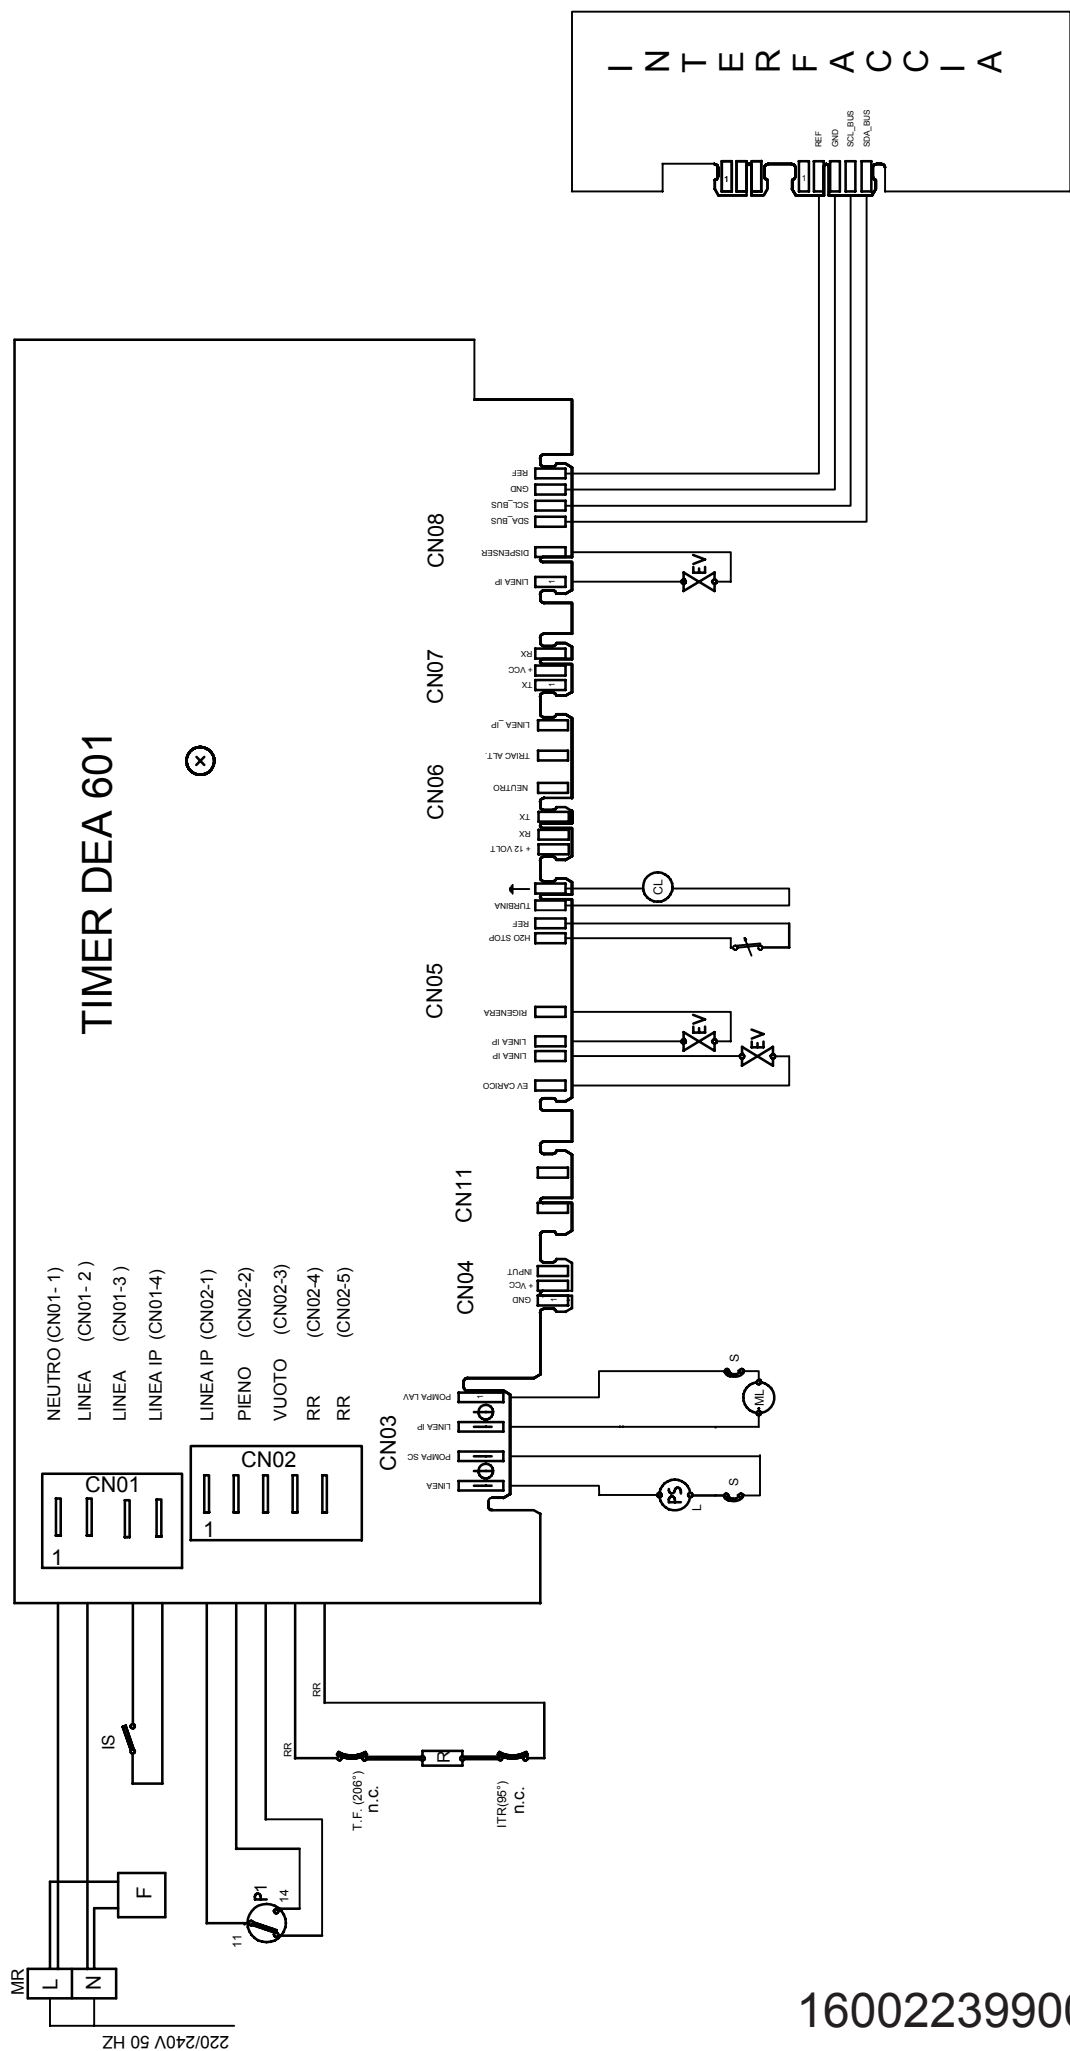 INTERFACCIA
REF
GND
SCL_BUS
SDA_BUS
1
1
TIMER DEA 601
CN08
REF
GND
SCL_BUS
SDA_BUS
DISPENSER
LINEA IP
1
EV
CN07
RX
+ VCC
TX
1
CN06
LINEA_IP
TRIAC ALT.
NEUTRO
TX
RX
+ 12 VOLT
CN05
TURBINA
REF
H2O STOP
RIGENERA
LINEA IP
LINEA IP
EV CARICO
CL
EV
EV
CN11
CN04
INPUT
+ VCC
GND
1
CN03
POMPA LAV
LINEA IP
POMPA SC
LINEA
1
S
ML
PS
L
S
NEUTRO (CN01- 1)
LINEA (CN01- 2 )
LINEA (CN01-3 )
LINEA IP (CN01-4)
LINEA IP (CN02-1)
PIENO (CN02-2)
VUOTO (CN02-3)
RR (CN02-4)
RR (CN02-5)
CN01
1
CN02
1
IS
RR
RR
T.F. (206°)
n.c.
R
ITR(95°)
n.c.
P1
11
14
F
MR
L
N
220/240V 50 HZ